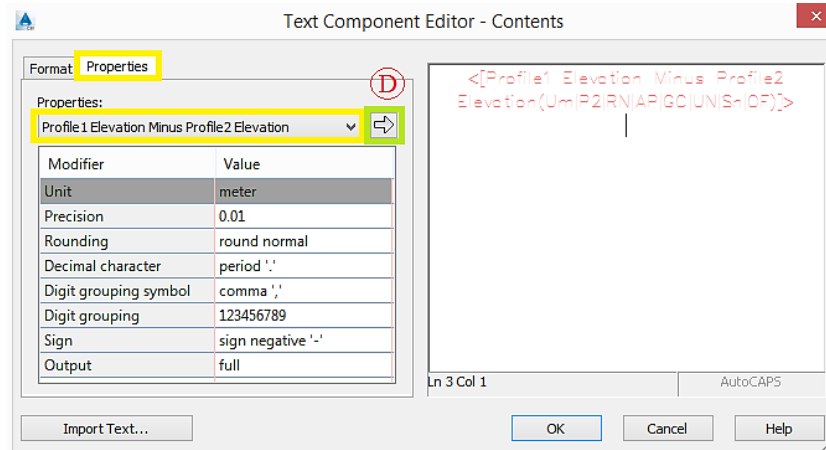 Text Component Editor - Contents
Format
Properties
D
Properties:
Profile1 Elevation Minus Profile2 Elevation
Modifier Value
Unit meter
Precision 0.01
Rounding round normal
Decimal character period '.'
Digit grouping symbol comma ','
Digit grouping 123456789
Sign sign negative '-'
Output full
<[Profile1 Elevation Minus Profile2
Elevation(Um|P2|RN|AP|GC|UN|Sn|OF)]>
Ln 3 Col 1
AutoCAPS
Import Text...
OK
Cancel
Help